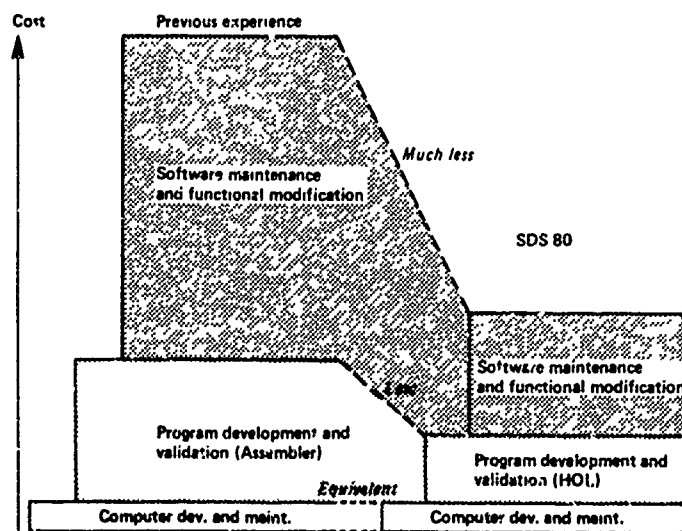 Cost
Previous experience
Much less
Software maintenance
and functional modification
SDS 80
Software maintenance
and functional modification
Less
Program development and
validation (Assembler)
Program development and
validation (HOL)
Equivalent
Computer dev. and maint.
Computer dev. and maint.